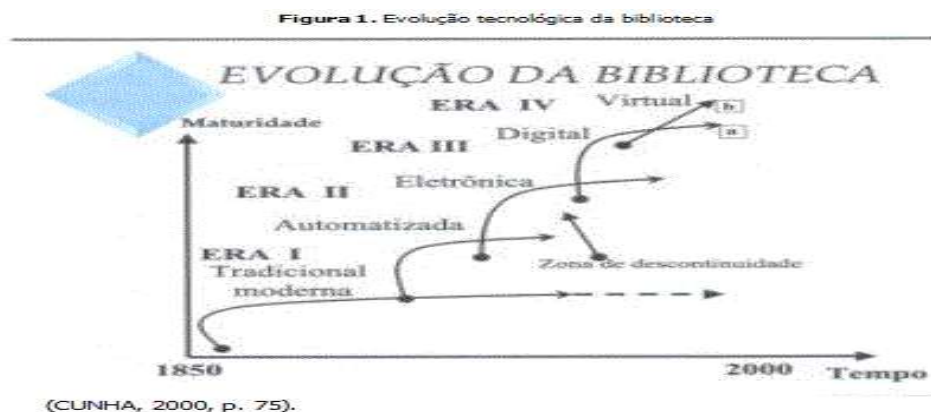 Figura 1. Evolução tecnológica da biblioteca
EVOLUÇÃO DA BIBLIOTECA
ERA IV Virtual [b]
Maturidade Digital [a]
ERA III
Eletrônica
ERA II
Automatizada
ERA I
Zona de descontinuidade
Tradicional
moderna
1850 2000 Tempo
(CUNHA, 2000, p. 75).